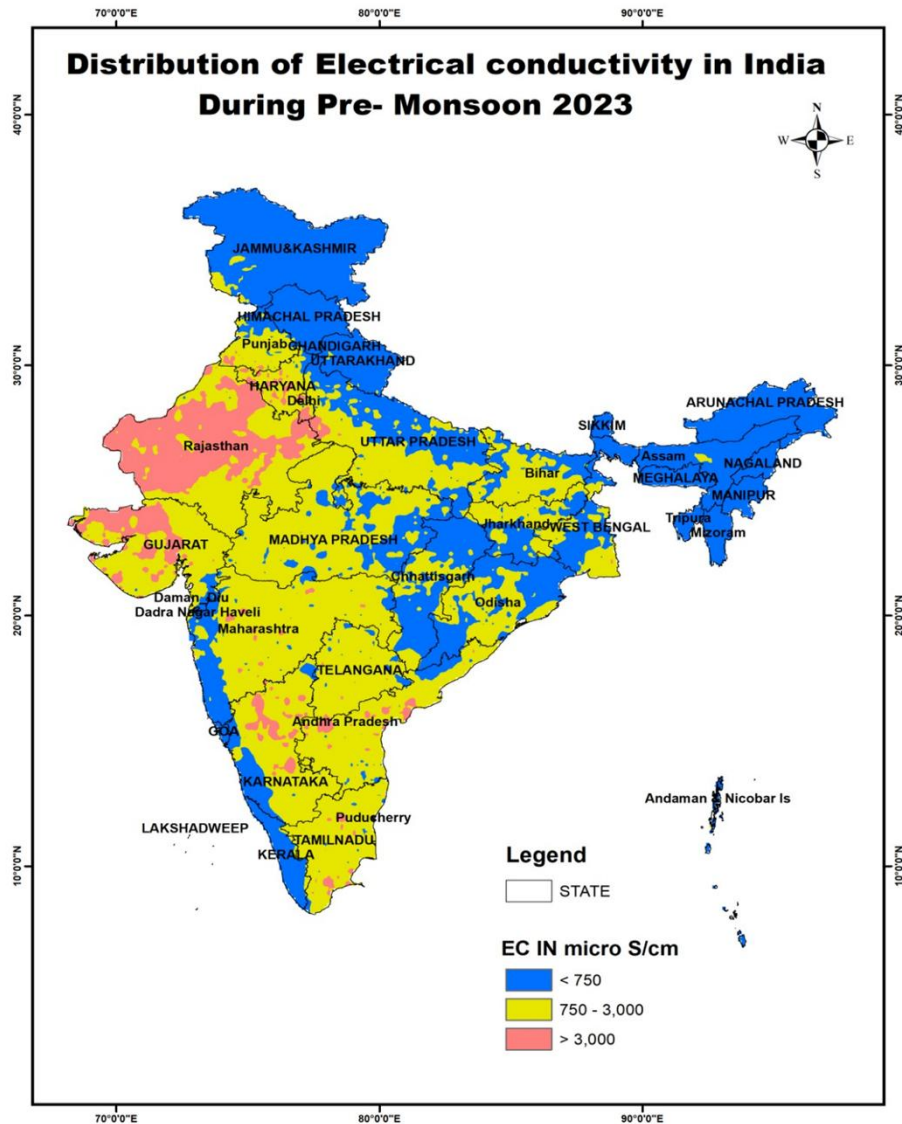 70°0'0"E 80°0'0"E 90°0'0"E
Distribution of Electrical conductivity in India
During Pre- Monsoon 2023
N
W E
S
40°0'0"N 40°0'0"N
JAMMU&KASHMIR
HIMACHAL PRADESH
Punjab CHANDIGARH
UTTARAKHAND
30°0'0"N 30°0'0"N
HARYANA
Delhi
ARUNACHAL PRADESH
SIKKIM
Rajasthan UTTAR PRADESH
Assam
NAGALAND
Bihar
MEGHALAYA
MANIPUR
Tripura
Jharkhand WEST BENGAL
Mizoram
GUJARAT MADHYA PRADESH
Chhattisgarh
Daman Diu
Odisha
Dadra Nagar Haveli
20°0'0"N 20°0'0"N
Maharashtra
TELANGANA
Andhra Pradesh
GOA
KARNATAKA
Andaman Nicobar Is
Puducherry
LAKSHADWEEP
TAMILNADU
KERALA
10°0'0"N 10°0'0"N
Legend
STATE
EC IN micro S/cm
< 750
750 - 3,000
> 3,000
70°0'0"E 80°0'0"E 90°0'0"E